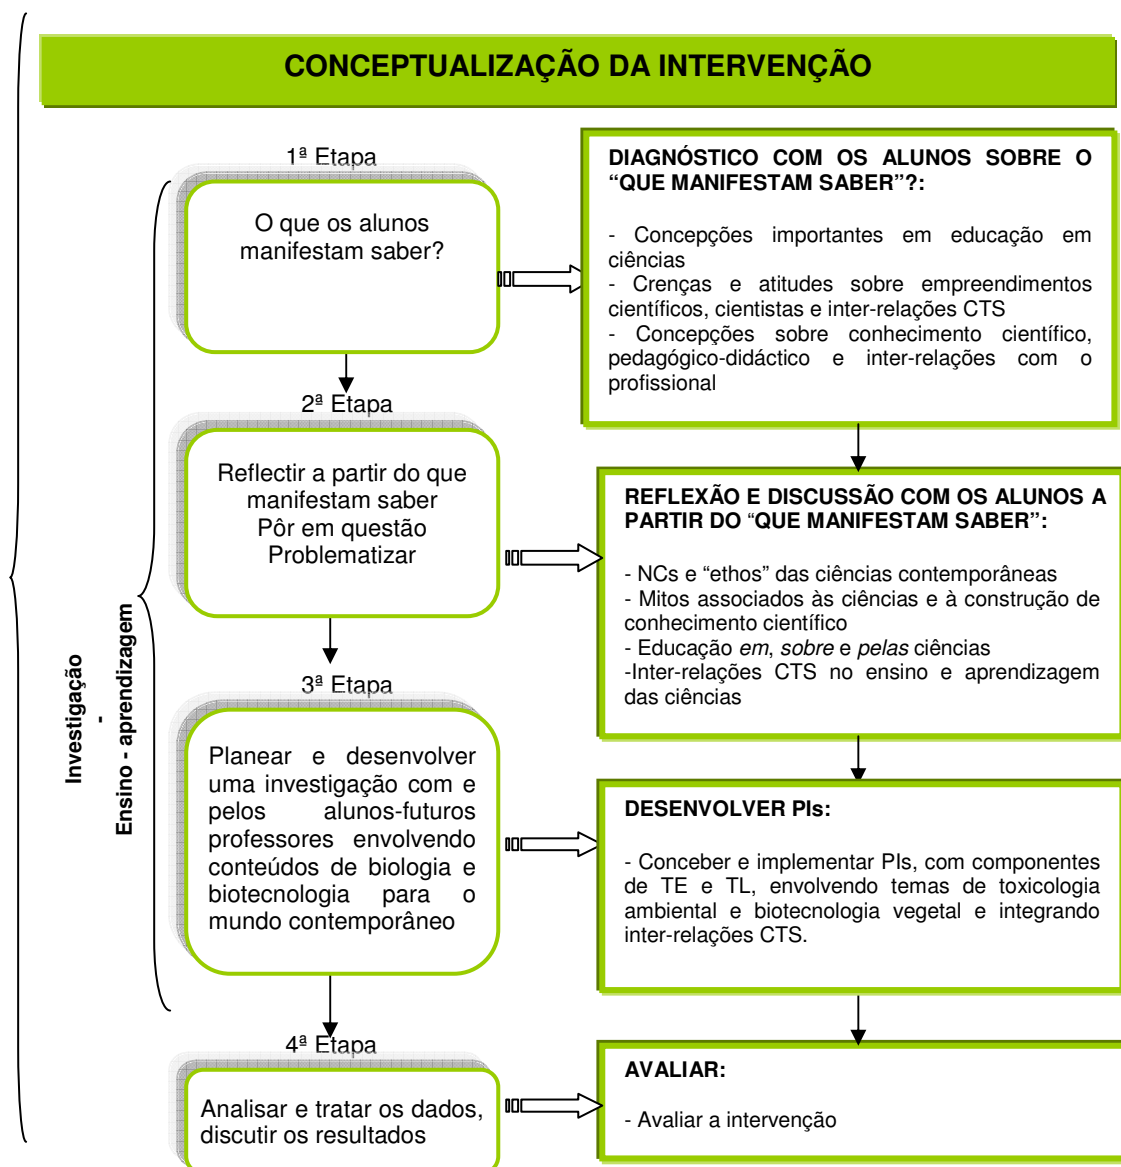 CONCEPTUALIZAÇÃO DA INTERVENÇÃO
1ª Etapa
O que os alunos
manifestam saber?
DIAGNÓSTICO COM OS ALUNOS SOBRE O
“QUE MANIFESTAM SABER”?:
- Concepções importantes em educação em
ciências
- Crenças e atitudes sobre empreendimentos
científicos, cientistas e inter-relações CTS
- Concepções sobre conhecimento científico,
pedagógico-didáctico e inter-relações com o
profissional
2ª Etapa
Reflectir a partir do que
manifestam saber
Pôr em questão
Problematizar
REFLEXÃO E DISCUSSÃO COM OS ALUNOS A
PARTIR DO “QUE MANIFESTAM SABER”:
- NCs e “ethos” das ciências contemporâneas
- Mitos associados às ciências e à construção de
conhecimento científico
- Educação em, sobre e pelas ciências
-Inter-relações CTS no ensino e aprendizagem
das ciências
Investigação
-
Ensino - aprendizagem
3ª Etapa
Planear e desenvolver
uma investigação com e
pelos alunos-futuros
professores envolvendo
conteúdos de biologia e
biotecnologia para o
mundo contemporâneo
DESENVOLVER PIs:
- Conceber e implementar PIs, com componentes
de TE e TL, envolvendo temas de toxicologia
ambiental e biotecnologia vegetal e integrando
inter-relações CTS.
4ª Etapa
Analisar e tratar os dados,
discutir os resultados
AVALIAR:
- Avaliar a intervenção